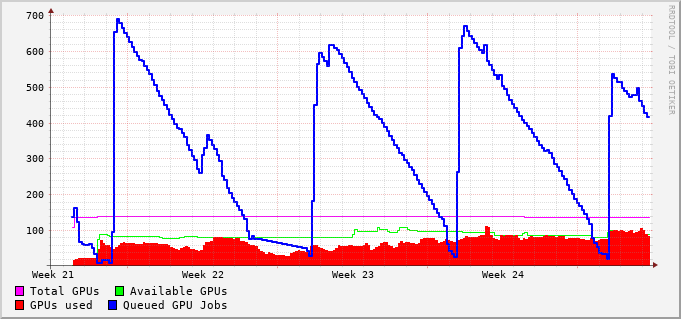 700
600
500
400
300
200
100
Week 21 Week 22 Week 23 Week 24
Total GPUs Available GPUs
GPUs used Queued GPU Jobs
RRDTOOL / TOBI OETIKER